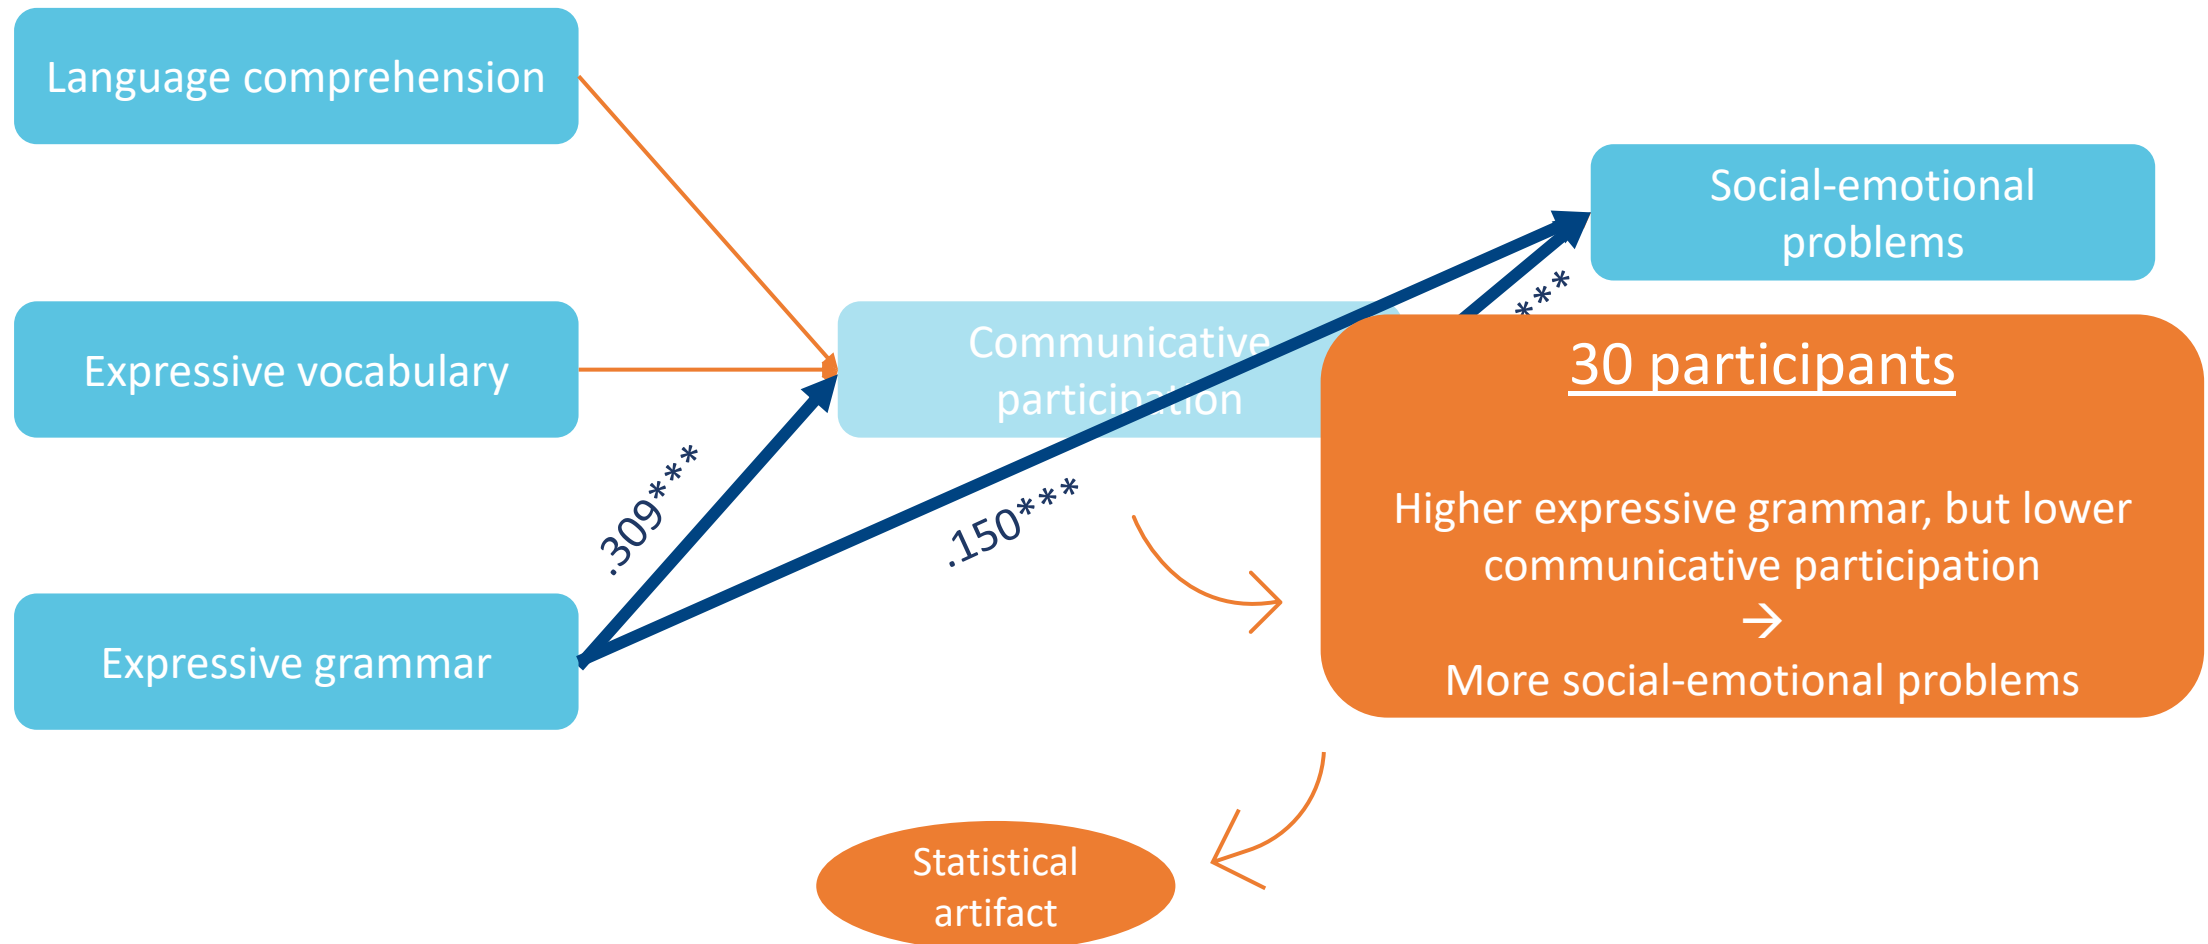 Language comprehension
Social-emotional
problems
Expressive vocabulary
Communicative
participation
***
30 participants
Higher expressive grammar, but lower
communicative participation
→
More social-emotional problems
.309***
.150***
Expressive grammar
Statistical
artifact